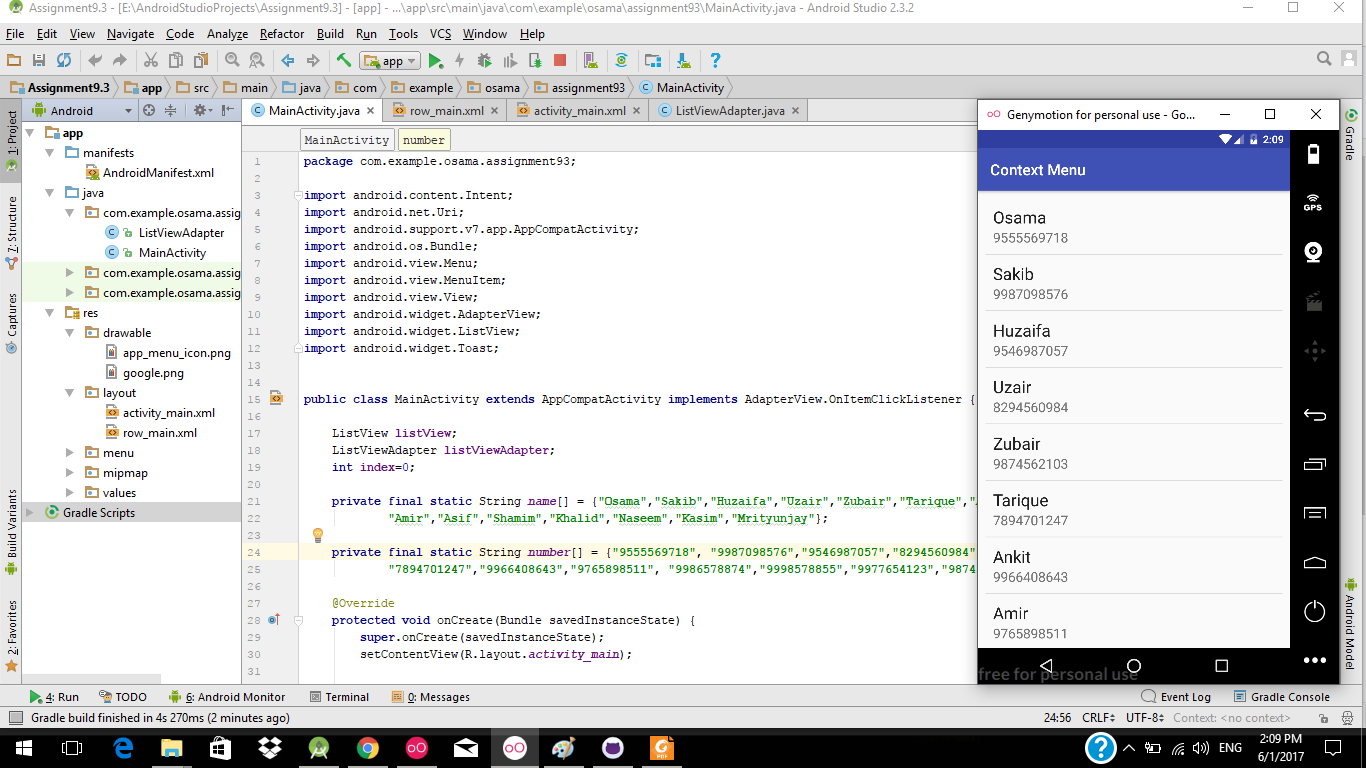 Assignment9.3 - [E:\AndroidStudioProjects\Assignment9.3] - [app] - ...\app\src\main\java\com\example\osama\assignment93\MainActivity.java - Android Studio 2.3.2
File Edit View Navigate Code Analyze Refactor Build Run Tools VCS Window Help
app
Assignment9.3 app src main java com example osama assignment93 MainActivity
Android
MainActivity.java row_main.xml activity_main.xml ListViewAdapter.java
MainActivity number
1: Project
7: Structure
Captures
Build Variants
2: Favorites
app
manifests
AndroidManifest.xml
java
com.example.osama.assig
ListViewAdapter
MainActivity
com.example.osama.assig
com.example.osama.assig
res
drawable
app_menu_icon.png
google.png
layout
activity_main.xml
row_main.xml
menu
mipmap
values
Gradle Scripts
1 package com.example.osama.assignment93;
2
3 import android.content.Intent;
4 import android.net.Uri;
5 import android.support.v7.app.AppCompatActivity;
6 import android.os.Bundle;
7 import android.view.Menu;
8 import android.view.MenuItem;
9 import android.view.View;
10 import android.widget.AdapterView;
11 import android.widget.ListView;
12 import android.widget.Toast;
13
14
15 public class MainActivity extends AppCompatActivity implements AdapterView.OnItemClickListener {
16
17 ListView listView;
18 ListViewAdapter listViewAdapter;
19 int index=0;
20
21 private final static String name[] = {"Osama","Sakib","Huzaifa","Uzair","Zubair","Tarique",
22 "Amir","Asif","Shamim","Khalid","Naseem","Kasim","Mrityunjay"};
23
24 private final static String number[] = {"9555569718", "9987098576","9546987057","8294560984"
25 "7894701247","9966408643","9765898511", "9986578874","9998578855","9977654123","9874
26
27 @Override
28 protected void onCreate(Bundle savedInstanceState) {
29 super.onCreate(savedInstanceState);
30 setContentView(R.layout.activity_main);
31
Genymotion for personal use - Go...
2:09
Context Menu
Osama
9555569718
Sakib
9987098576
Huzaifa
9546987057
Uzair
8294560984
Zubair
9874562103
Tarique
7894701247
Ankit
9966408643
Amir
9765898511
free for personal use
GPS
Gradle
Android Model
4: Run TODO 6: Android Monitor Terminal 0: Messages Event Log Gradle Console
Gradle build finished in 4s 270ms (2 minutes ago) 24:56 CRLF UTF-8 Context: <no context>
ENG
2:09 PM
6/1/2017
PDF